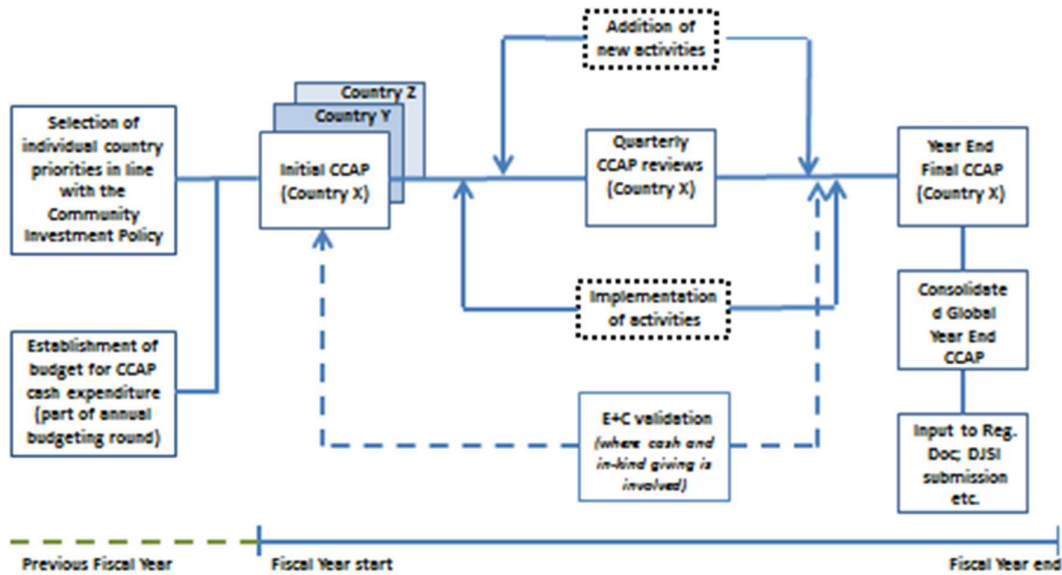 Addition of
new activities
Country Z
Country Y
Initial CCAP
(Country X)
Selection of
individual country
priorities in line
with the
Community
Investment Policy
Quarterly
CCAP reviews
(Country X)
Year End
Final CCAP
(Country X)
Implementation
of activities
Consolidate
d Global
Year End
CCAP
Establishment of
budget for CCAP
cash expenditure
(part of annual
budgeting round)
E+C validation
(where cash and
in-kind giving is
involved)
Input to Reg.
Doc; DJSI
submission
etc.
Previous Fiscal Year
Fiscal Year start
Fiscal Year end